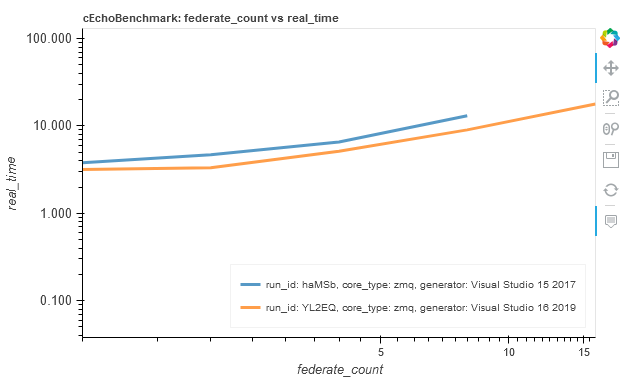 cEchoBenchmark: federate_count vs real_time
100.000
10.000
1.000
0.100
real_time
run_id: haMSb, core_type: zmq, generator: Visual Studio 15 2017
run_id: YL2EQ, core_type: zmq, generator: Visual Studio 16 2019
5
10
15
federate_count